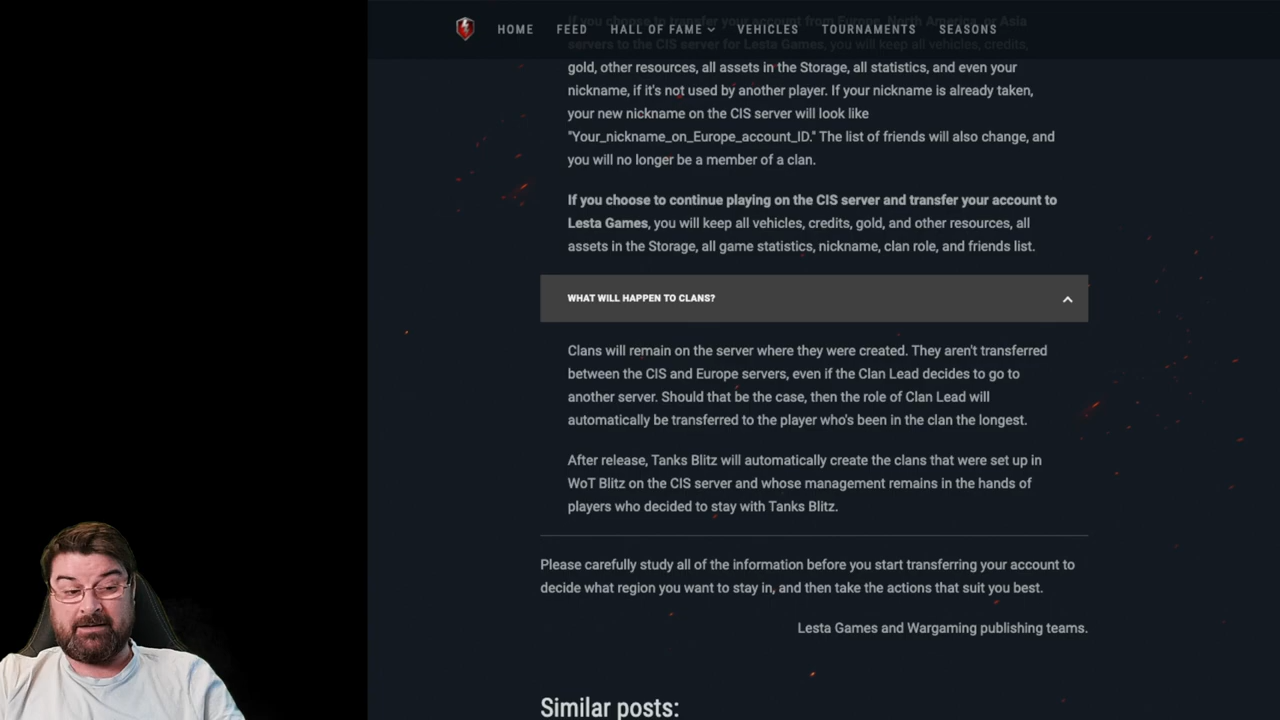 HOME FEED HALL OF FAME VEHICLES TOURNAMENTS SEASONS
If you choose to transfer your account from Europe, North America, or Asia
servers to the CIS server for Lesta Games, you will keep all vehicles, credits,
gold, other resources, all assets in the Storage, all statistics, and even your
nickname, if it's not used by another player. If your nickname is already taken,
your new nickname on the CIS server will look like
"Your_nickname_on_Europe_account_ID." The list of friends will also change, and
you will no longer be a member of a clan.
If you choose to continue playing on the CIS server and transfer your account to
Lesta Games, you will keep all vehicles, credits, gold, and other resources, all
assets in the Storage, all game statistics, nickname, clan role, and friends list.
WHAT WILL HAPPEN TO CLANS?
Clans will remain on the server where they were created. They aren't transferred
between the CIS and Europe servers, even if the Clan Lead decides to go to
another server. Should that be the case, then the role of Clan Lead will
automatically be transferred to the player who's been in the clan the longest.
After release, Tanks Blitz will automatically create the clans that were set up in
WoT Blitz on the CIS server and whose management remains in the hands of
players who decided to stay with Tanks Blitz.
Please carefully study all of the information before you start transferring your account to
decide what region you want to stay in, and then take the actions that suit you best.
Lesta Games and Wargaming publishing teams.
Similar posts: